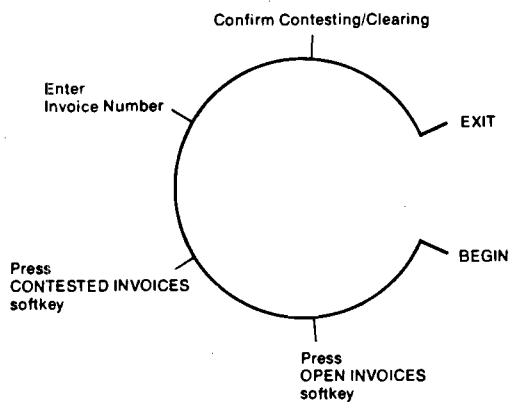 Confirm Contesting/Clearing
Enter
Invoice Number
EXIT
BEGIN
Press
CONTESTED INVOICES
softkey
Press
OPEN INVOICES
softkey